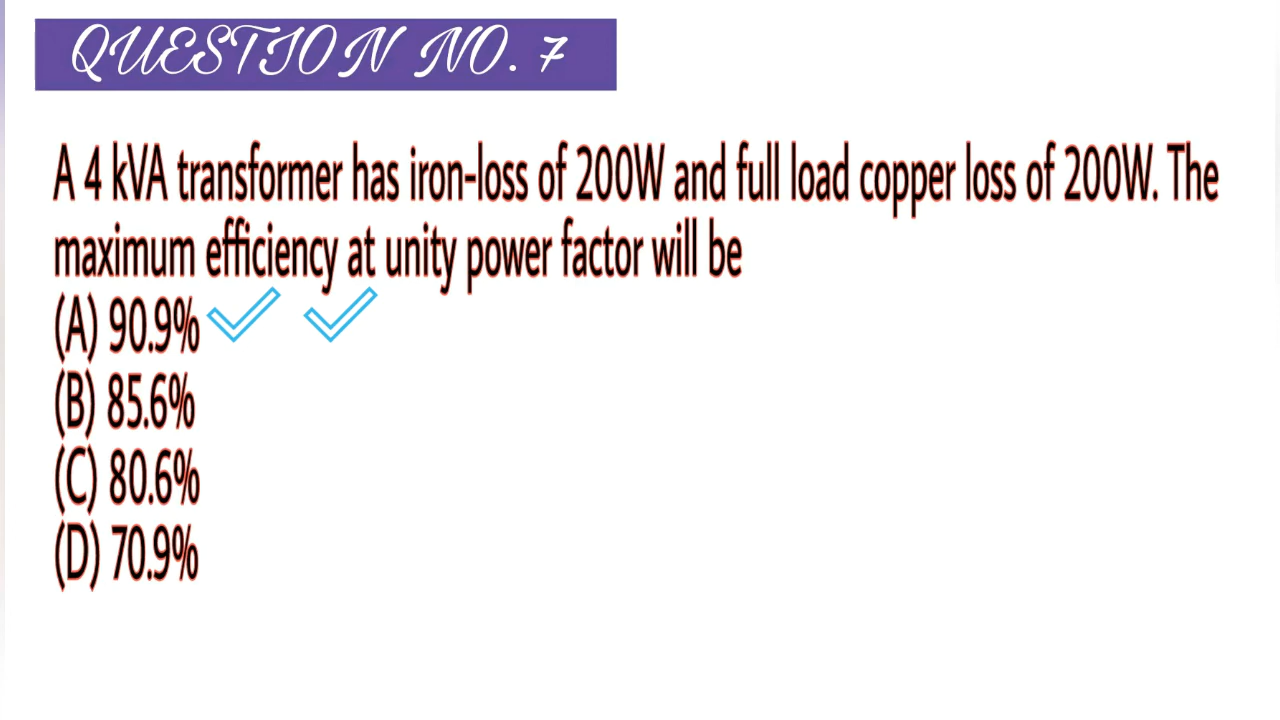 QUESTION NO. 7
A 4 kVA transformer has iron-loss of 200W and full load copper loss of 200W. The
maximum efficiency at unity power factor will be
(A) 90.9%
(B) 85.6%
(C) 80.6%
(D) 70.9%